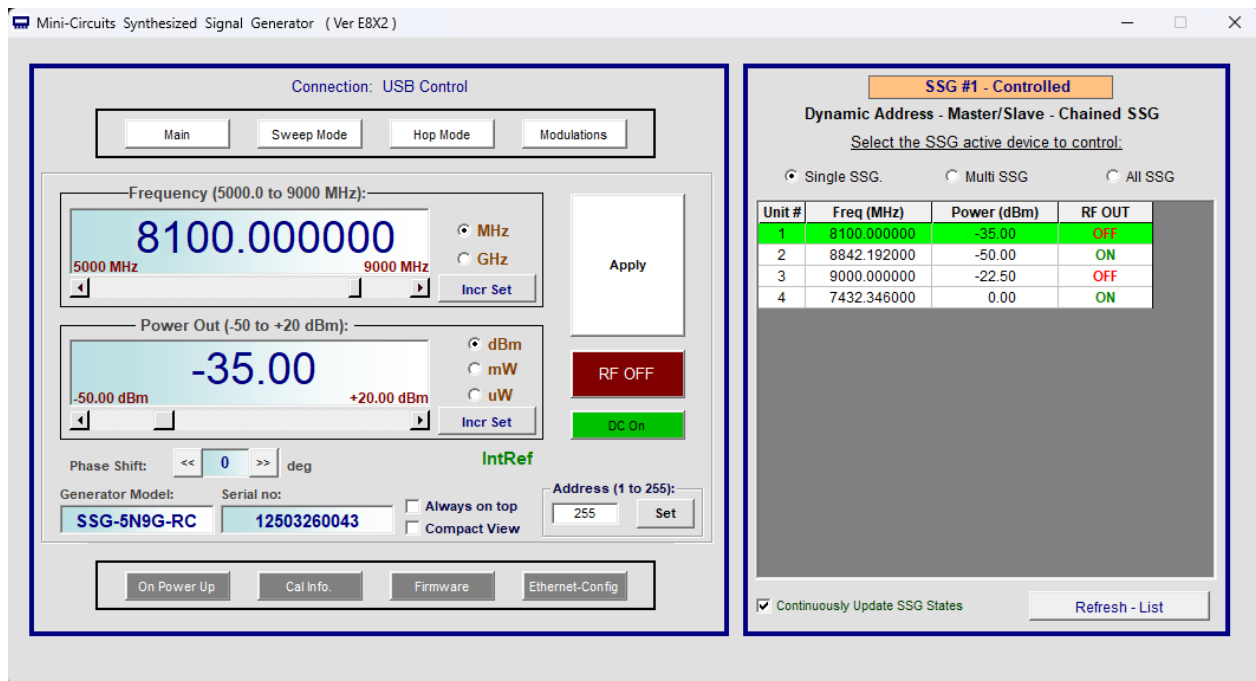 Mini-Circuits Synthesized Signal Generator ( Ver E8X2 )
Connection: USB Control
Main Sweep Mode Hop Mode Modulations
Frequency (5000.0 to 9000 MHz):
8100.000000
5000 MHz 9000 MHz
MHz
GHz
Incr Set
Power Out (-50 to +20 dBm):
-35.00
-50.00 dBm +20.00 dBm
dBm
mW
uW
Incr Set
Apply
RF OFF
DC On
Phase Shift: << 0 >> deg
IntRef
Generator Model: Serial no:
SSG-5N9G-RC 12503260043
Always on top
Compact View
Address (1 to 255):
255 Set
On Power Up Cal Info. Firmware Ethernet-Config
SSG #1 - Controlled
Dynamic Address - Master/Slave - Chained SSG
Select the SSG active device to control:
Single SSG. Multi SSG All SSG
Unit # Freq (MHz) Power (dBm) RF OUT
1 8100.000000 -35.00 OFF
2 8842.192000 -50.00 ON
3 9000.000000 -22.50 OFF
4 7432.346000 0.00 ON
Continuously Update SSG States
Refresh - List